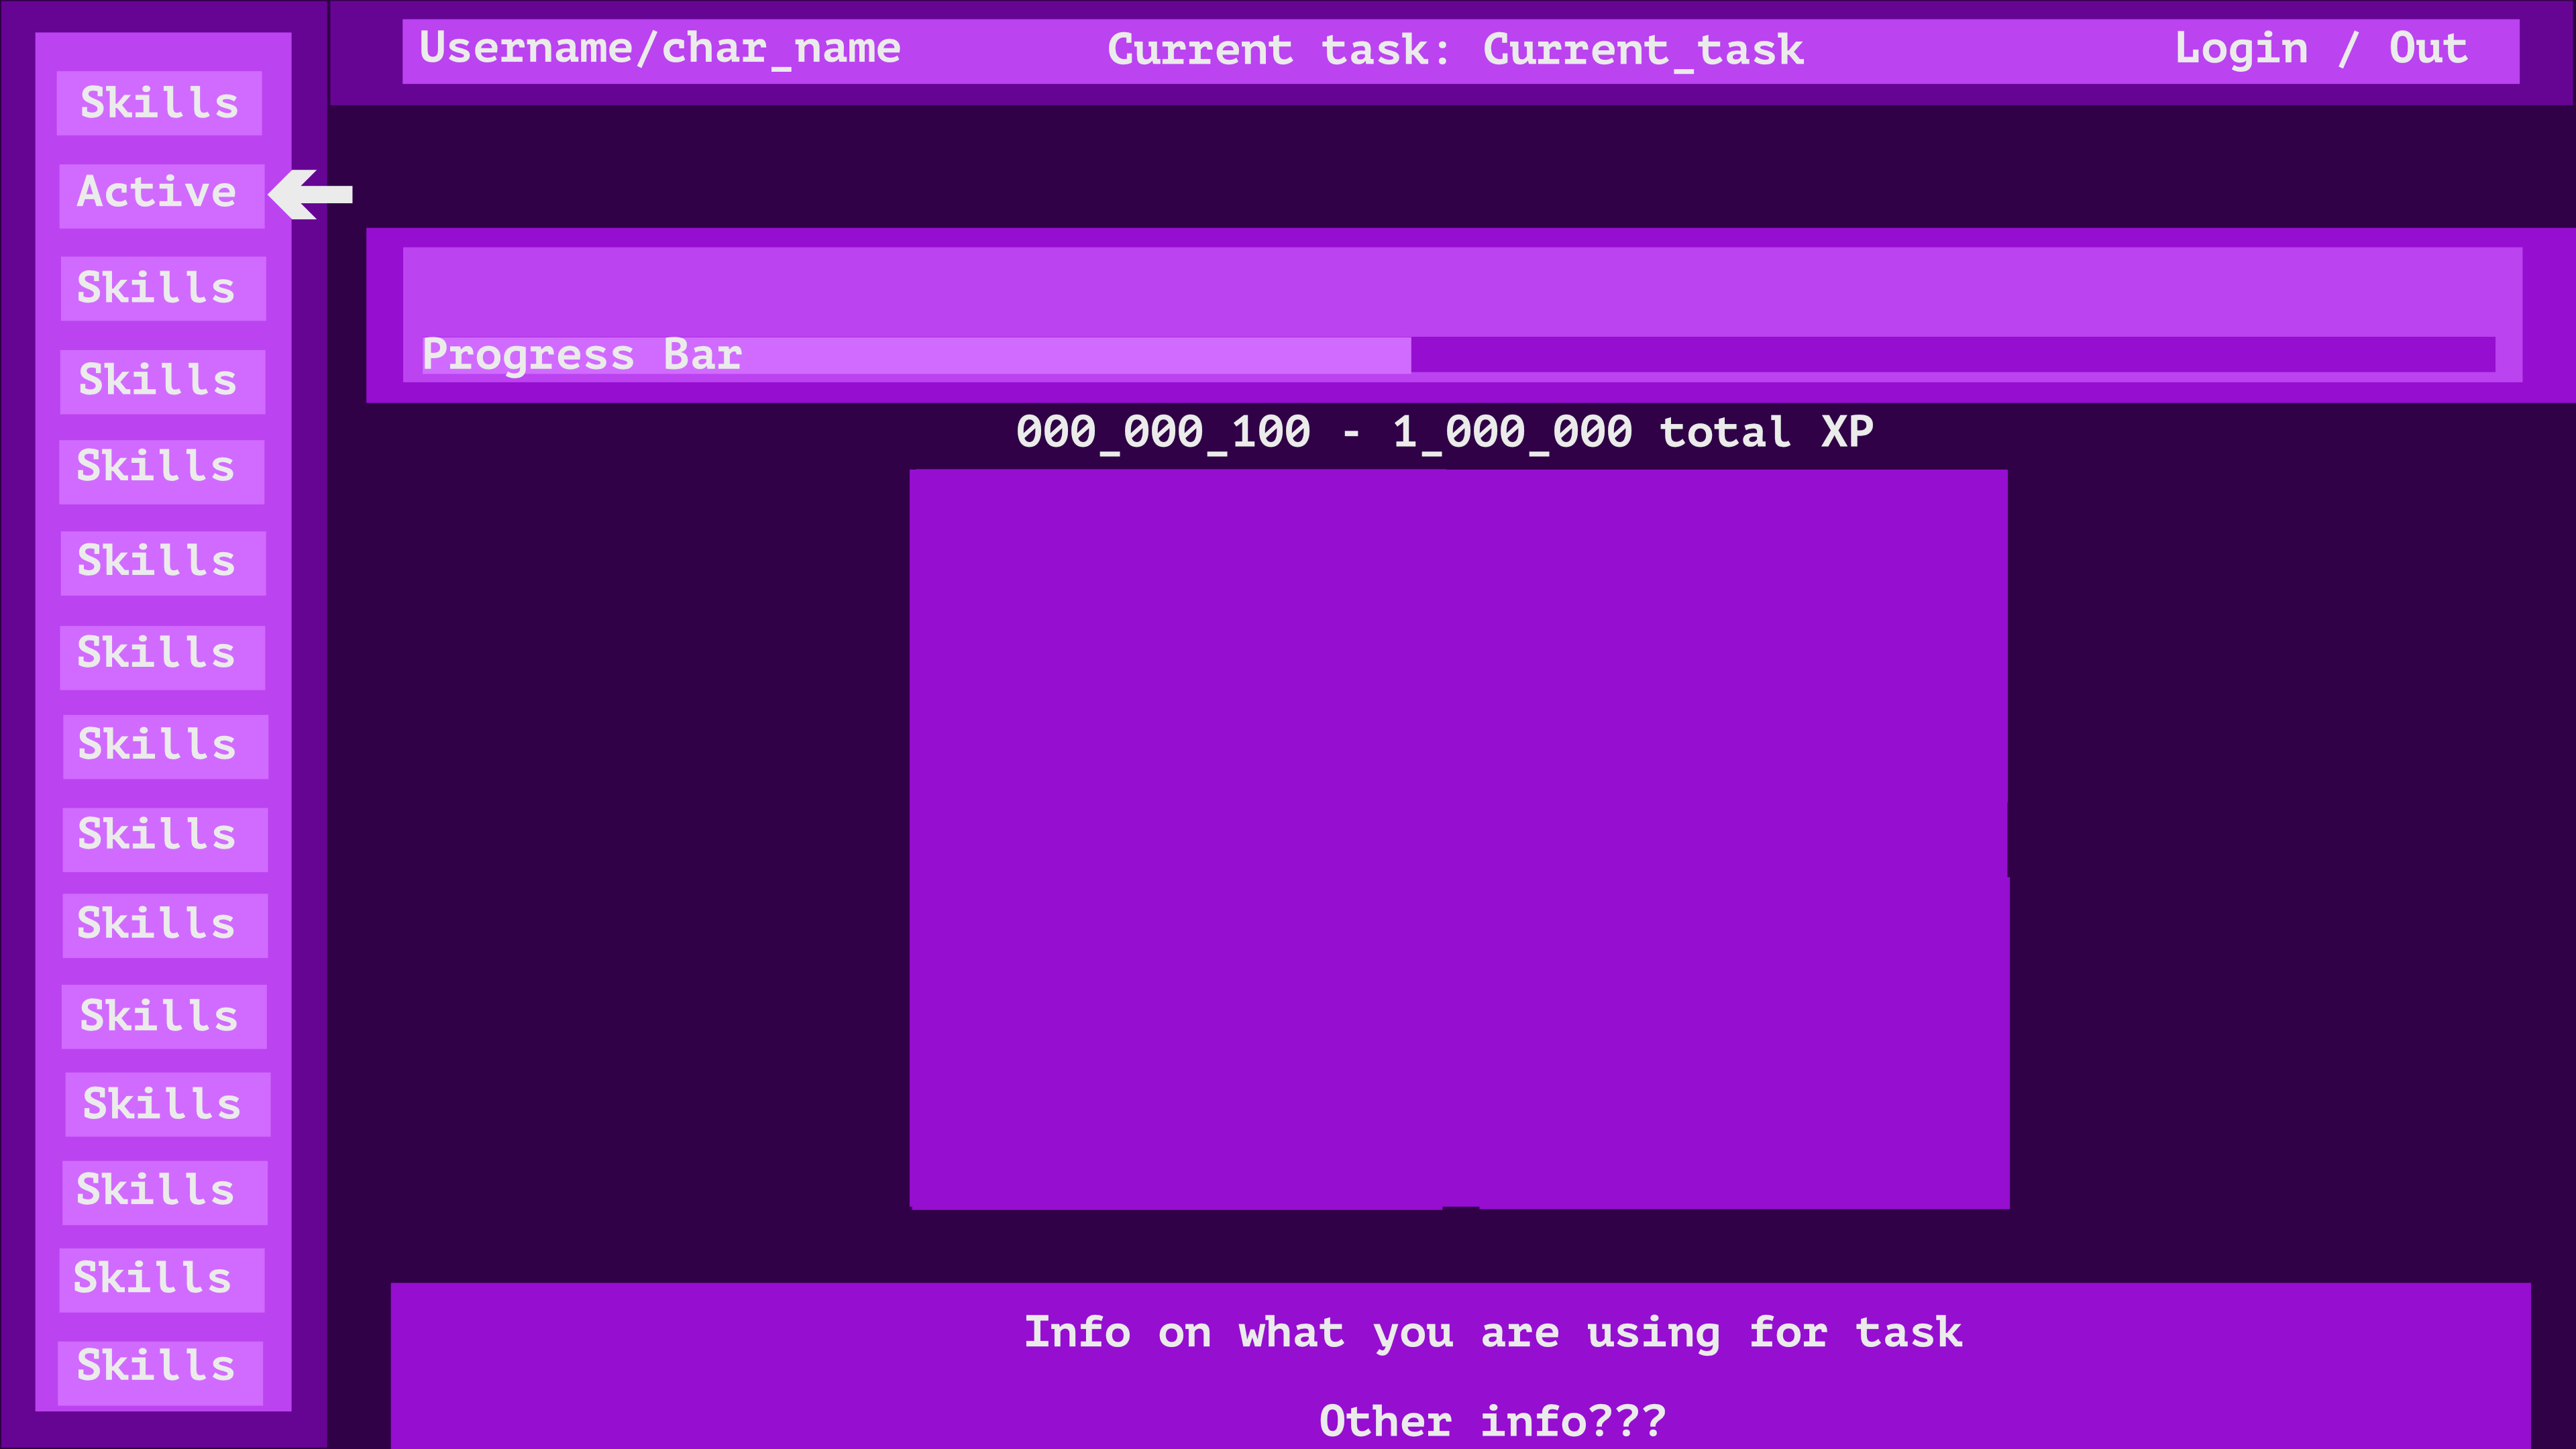 Username/char_name
Current task: Current_task
Login / Out
Skills
Active
Skills
Skills
Skills
Skills
Skills
Skills
Skills
Skills
Skills
Skills
Skills
Skills
Skills
Progress Bar
000_000_100 - 1_000_000 total XP
Info on what you are using for task
Other info???